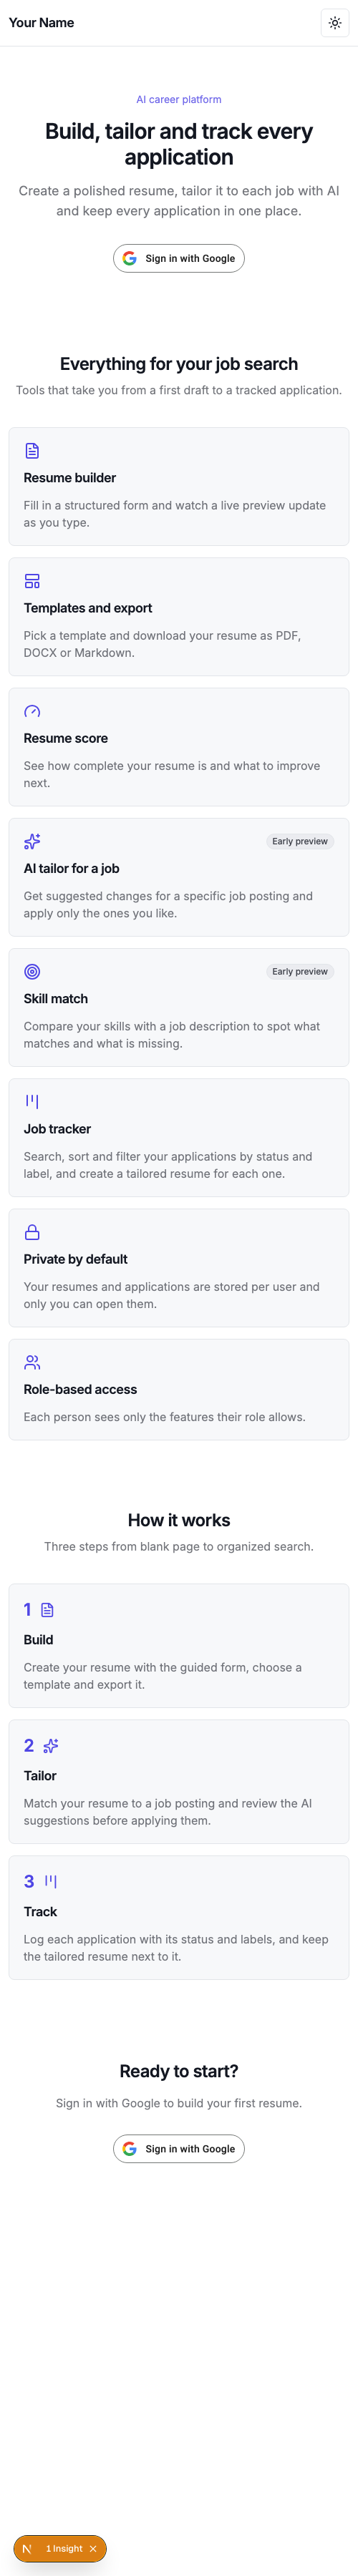 Your Name
AI career platform
Build, tailor and track every
application
Create a polished resume, tailor it to each job with AI
and keep every application in one place.
Sign in with Google
Everything for your job search
Tools that take you from a first draft to a tracked application.
Resume builder
Fill in a structured form and watch a live preview update
as you type.
Templates and export
Pick a template and download your resume as PDF,
DOCX or Markdown.
Resume score
See how complete your resume is and what to improve
next.
Early preview
AI tailor for a job
Get suggested changes for a specific job posting and
apply only the ones you like.
Early preview
Skill match
Compare your skills with a job description to spot what
matches and what is missing.
Job tracker
Search, sort and filter your applications by status and
label, and create a tailored resume for each one.
Private by default
Your resumes and applications are stored per user and
only you can open them.
Role-based access
Each person sees only the features their role allows.
How it works
Three steps from blank page to organized search.
1
Build
Create your resume with the guided form, choose a
template and export it.
2
Tailor
Match your resume to a job posting and review the AI
suggestions before applying them.
3
Track
Log each application with its status and labels, and keep
the tailored resume next to it.
Ready to start?
Sign in with Google to build your first resume.
Sign in with Google
1 Insight